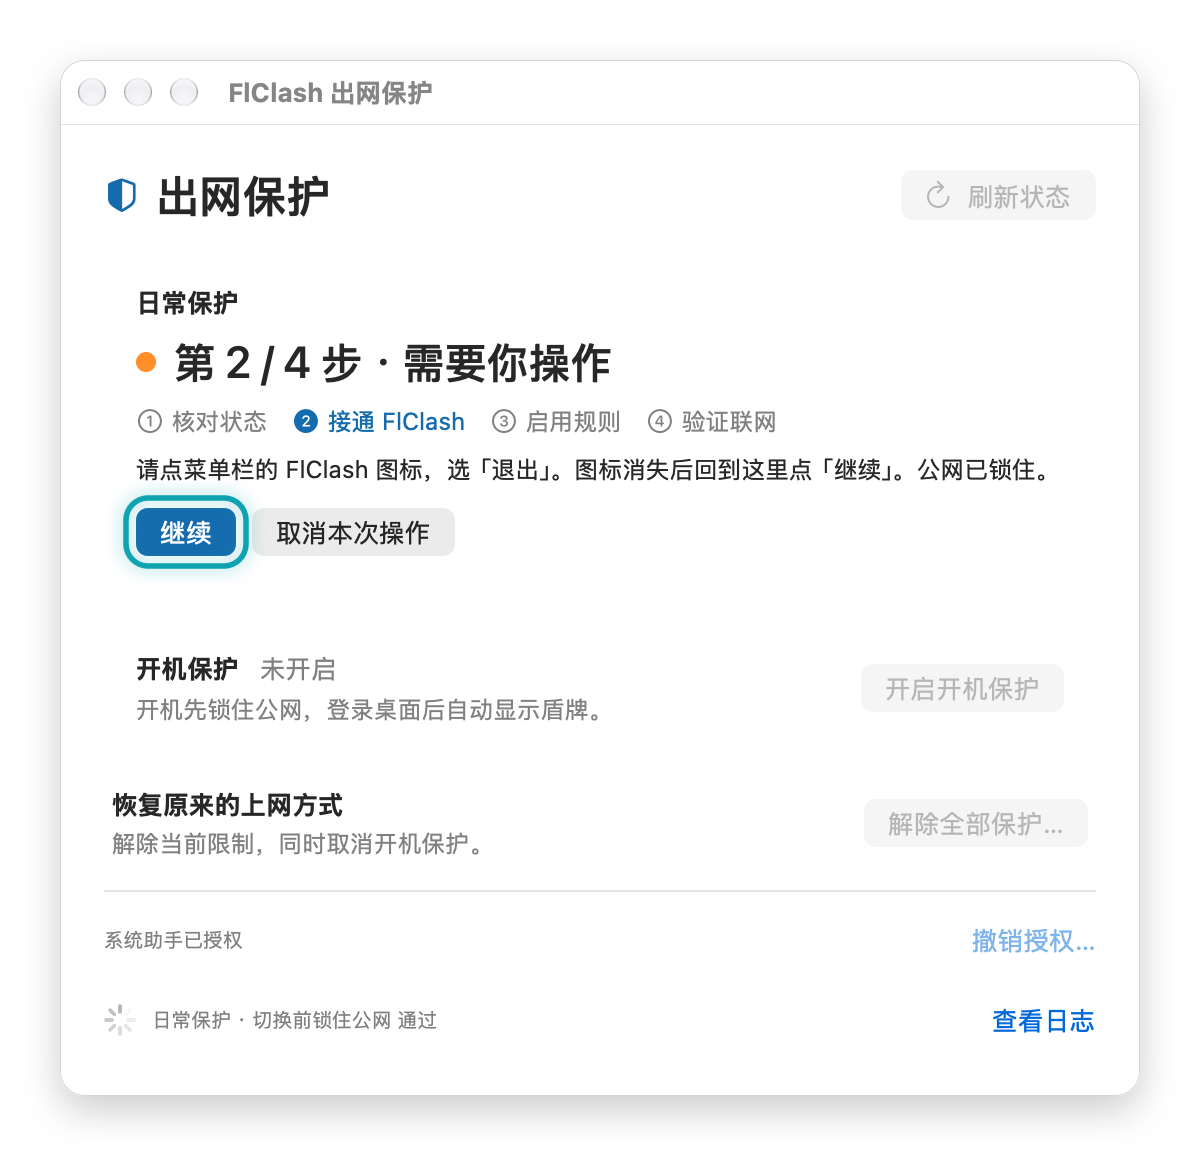 FlClash 出网保护
出网保护
刷新状态
日常保护
第 2 / 4 步 · 需要你操作
① 核对状态 ② 接通 FlClash ③ 启用规则 ④ 验证联网
请点菜单栏的 FlClash 图标，选「退出」。图标消失后回到这里点「继续」。公网已锁住。
继续 取消本次操作
开机保护 未开启
开机先锁住公网，登录桌面后自动显示盾牌。
开启开机保护
恢复原来的上网方式
解除当前限制，同时取消开机保护。
解除全部保护...
系统助手已授权
撤销授权...
日常保护 · 切换前锁住公网 通过
查看日志